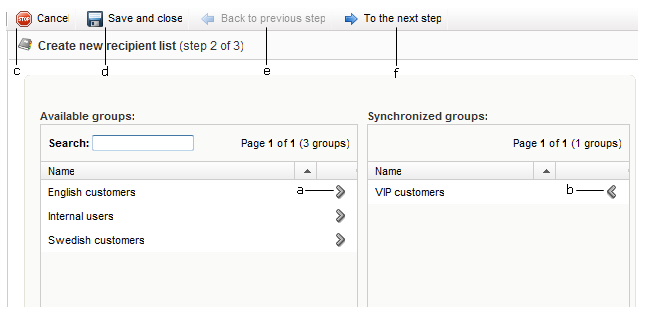 Cancel Save and close Back to previous step To the next step
Create new recipient list (step 2 of 3)
c d e f
Available groups: Synchronized groups:
Search: Page 1 of 1 (3 groups) Page 1 of 1 (1 groups)
Name Name
English customers a VIP customers b
Internal users
Swedish customers